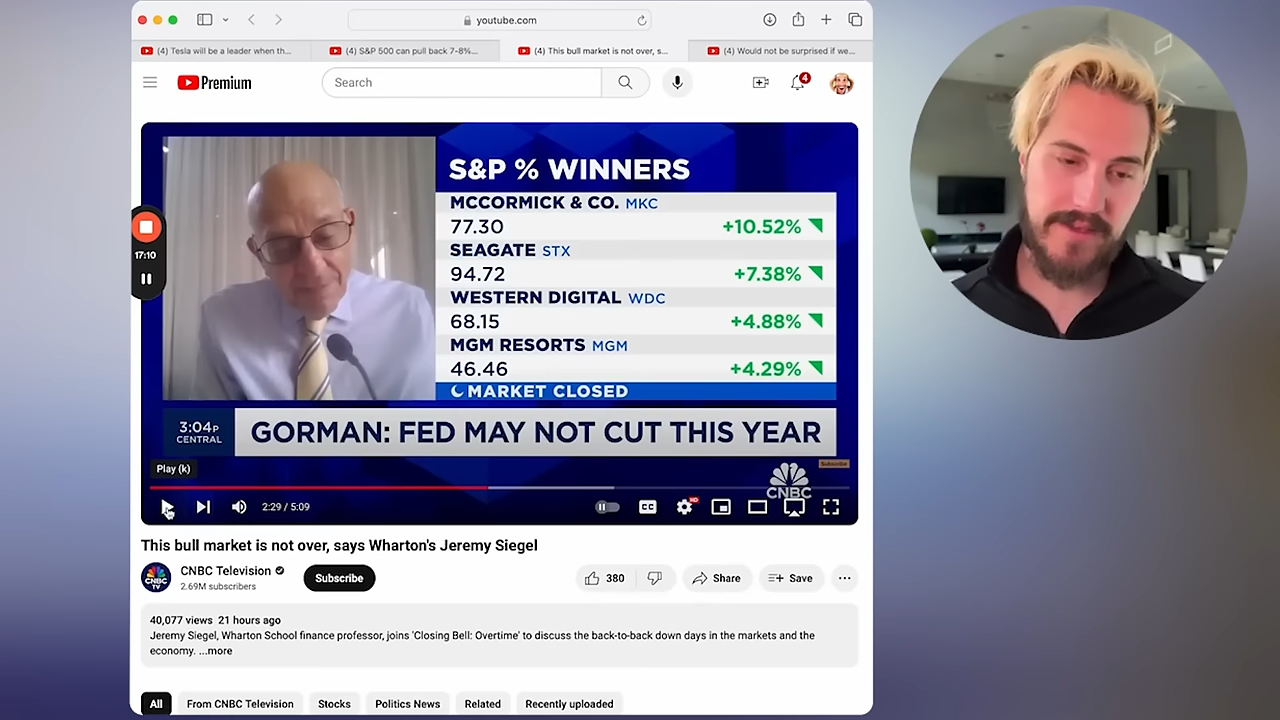 youtube.com
(4) Tesla will be a leader when th...
(4) S&P 500 can pull back 7-8%...
(4) This bull market is not over, s...
(4) Would not be surprised if we...
Premium
Search
4
S&P % WINNERS
MCCORMICK & CO. MKC
77.30 +10.52%
SEAGATE STX
94.72 +7.38%
WESTERN DIGITAL WDC
68.15 +4.88%
MGM RESORTS MGM
46.46 +4.29%
MARKET CLOSED
17:10
3:04P
CENTRAL
GORMAN: FED MAY NOT CUT THIS YEAR
Play (k)
Subscribe
CNBC
2:29 / 5:09
CC
HD
This bull market is not over, says Wharton's Jeremy Siegel
CNBC
TV
CNBC Television
2.69M subscribers
Subscribe
380
Share
Save
40,077 views 21 hours ago
Jeremy Siegel, Wharton School finance professor, joins 'Closing Bell: Overtime' to discuss the back-to-back down days in the markets and the
economy. ...more
All
From CNBC Television
Stocks
Politics News
Related
Recently uploaded